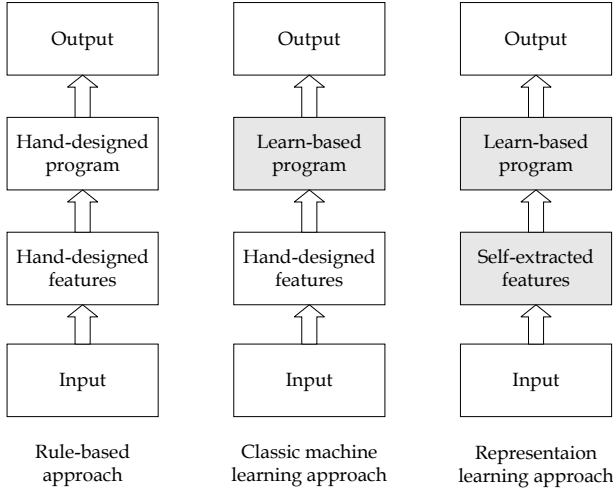 Output
Hand-designed
program
Hand-designed
features
Input
Rule-based
approach
Output
Learn-based
program
Hand-designed
features
Input
Classic machine
learning approach
Output
Learn-based
program
Self-extracted
features
Input
Representaion
learning approach